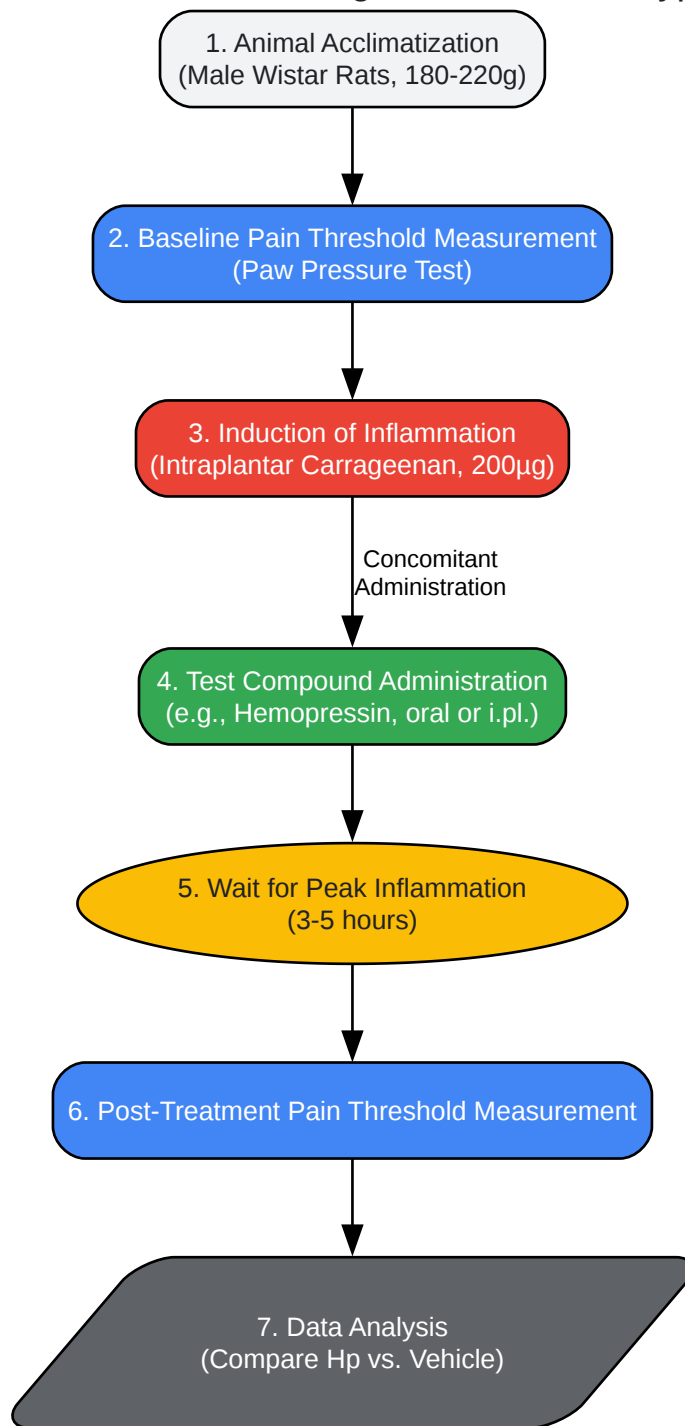 1. Animal Acclimatization
(Male Wistar Rats, 180-220g)
2. Baseline Pain Threshold Measurement
(Paw Pressure Test)
3. Induction of Inflammation
(Intraplantar Carrageenan, 200µg)
Concomitant
Administration
4. Test Compound Administration
(e.g., Hemopressin, oral or i.pl.)
5. Wait for Peak Inflammation
(3-5 hours)
6. Post-Treatment Pain Threshold Measurement
7. Data Analysis
(Compare Hp vs. Vehicle)